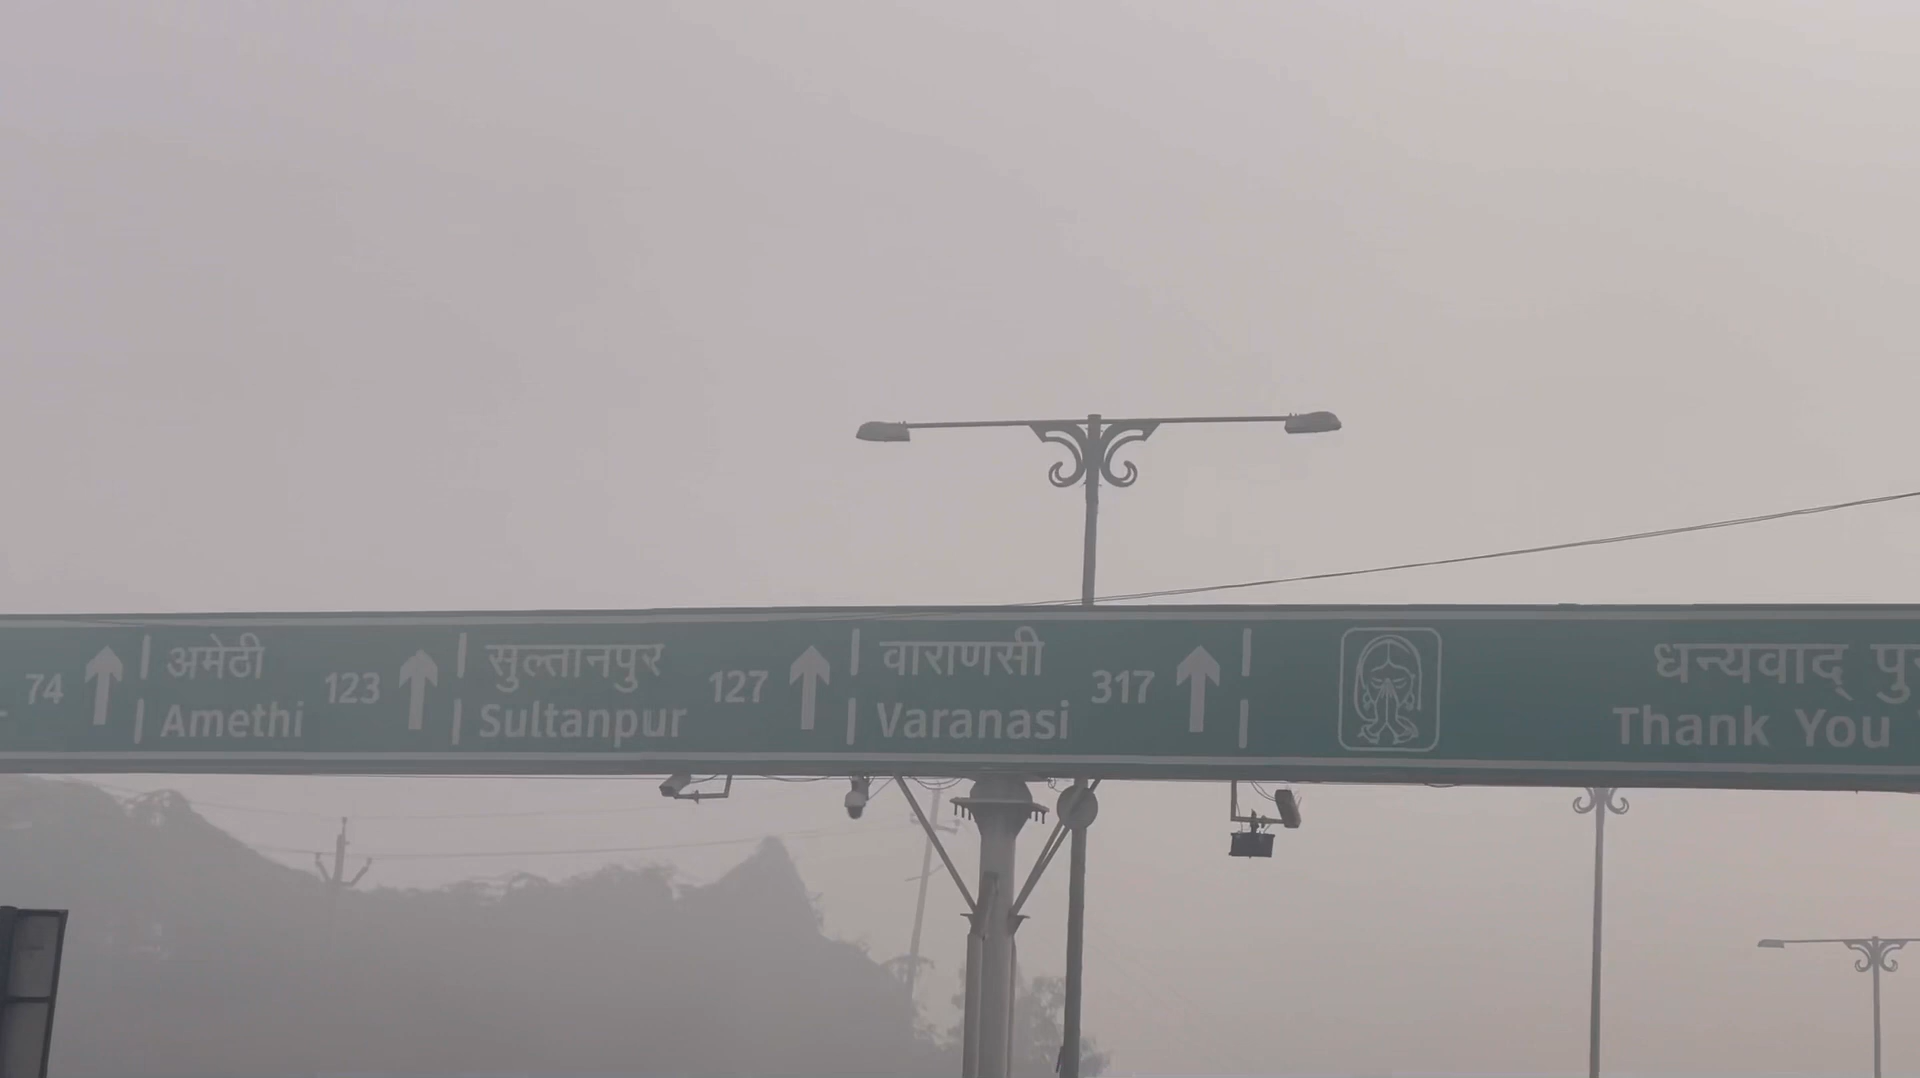 74
अमेठी
Amethi
123
सुल्तानपुर
Sultanpur
127
वाराणसी
Varanasi
317
धन्यवाद्
Thank You